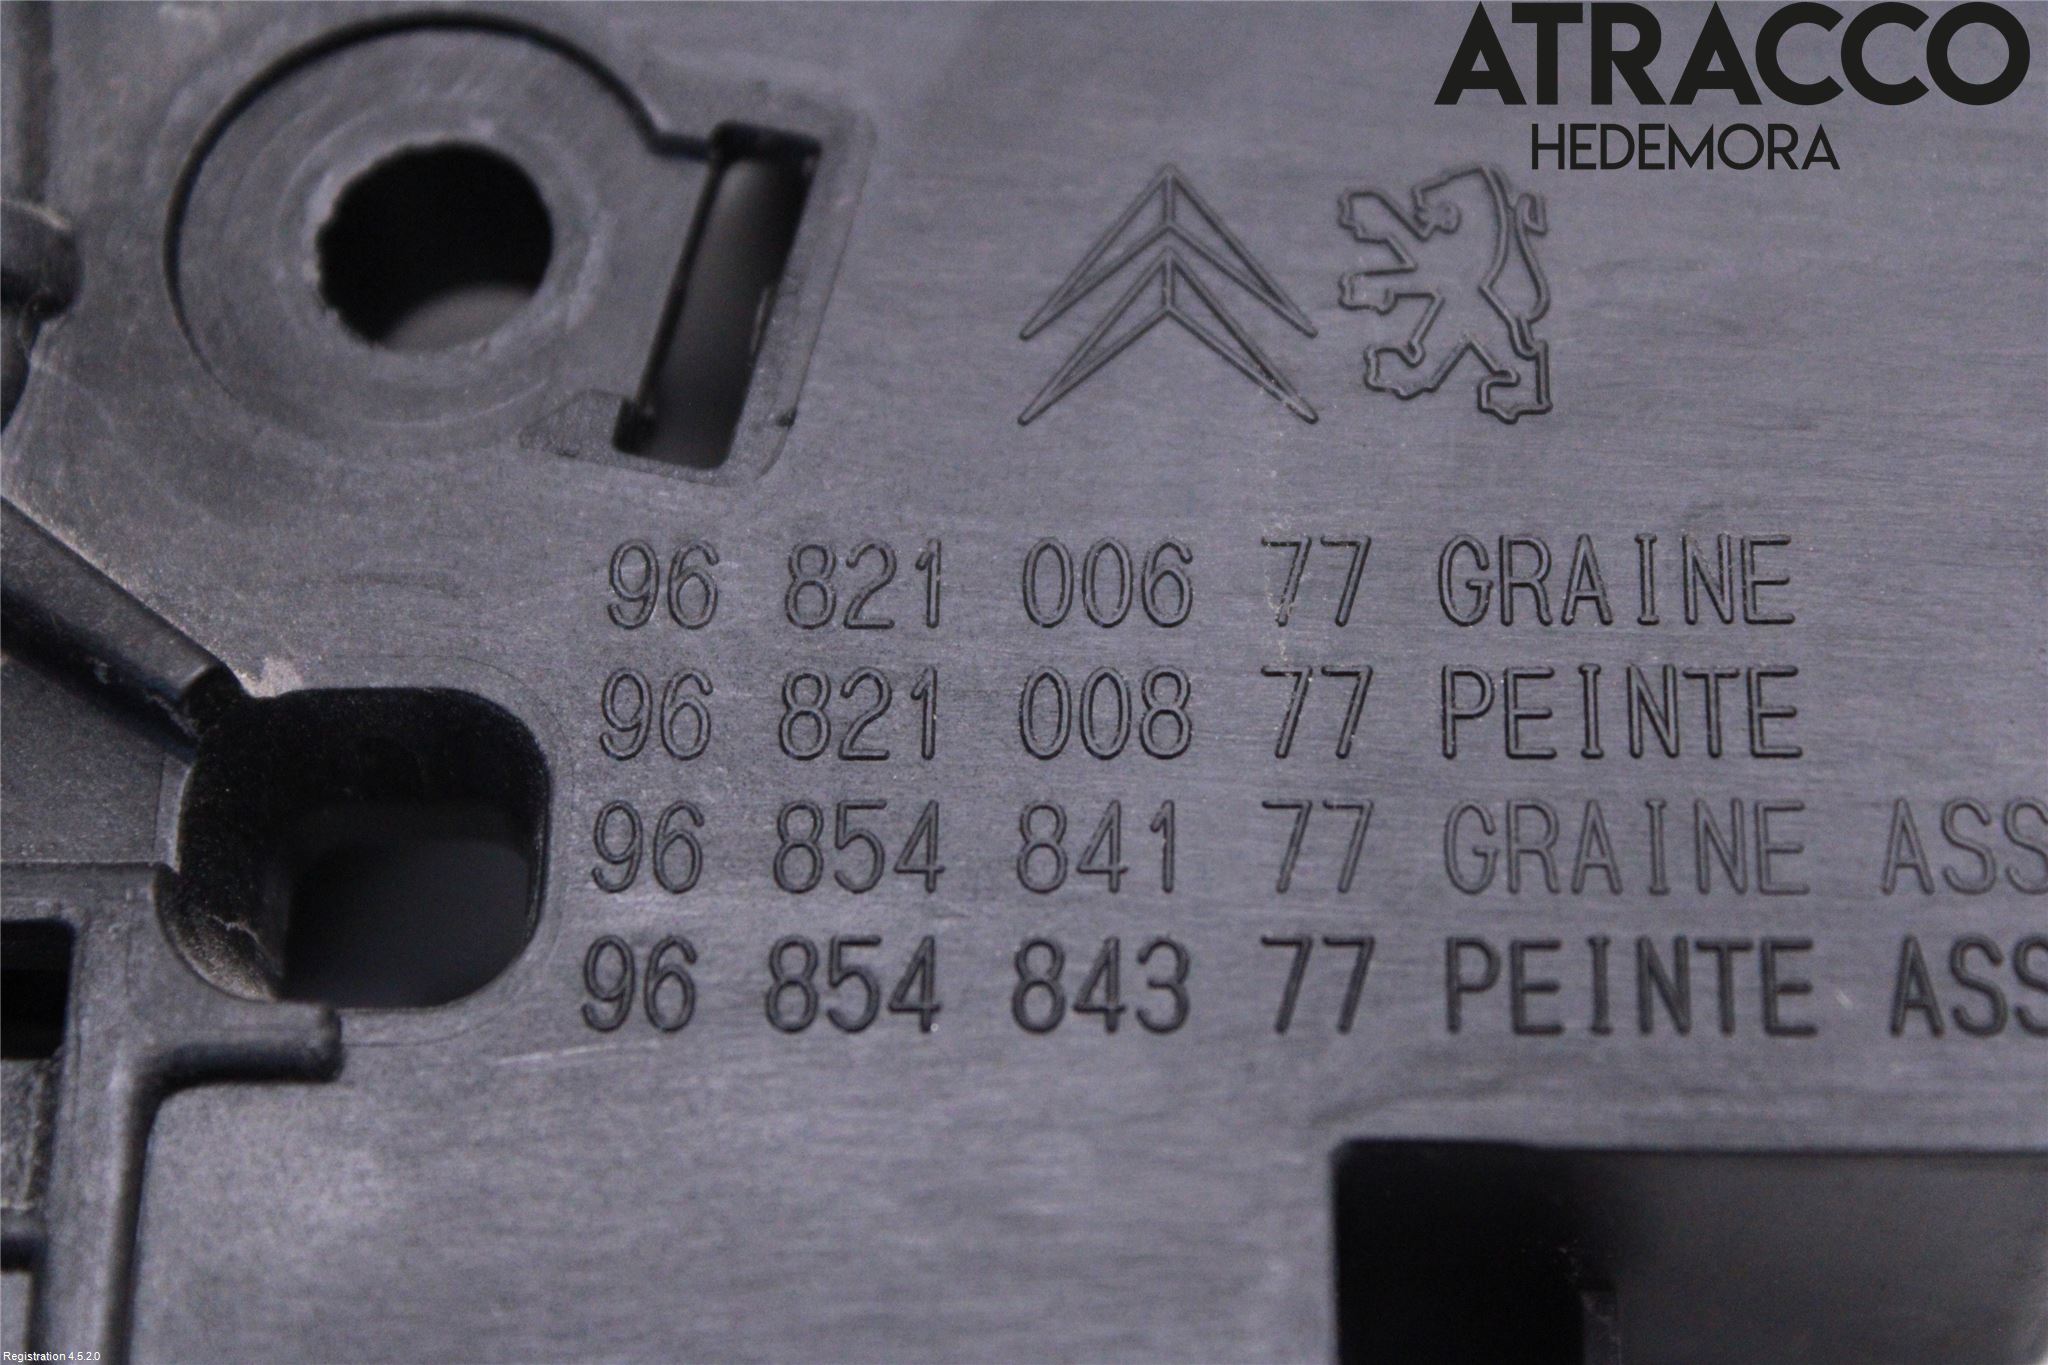 ATRACCO
HEDEMORA
96 821 006 77 GRAINE
96 821 008 77 PEINTE
96 854 841 77 GRAINE ASS
96 854 843 77 PEINTE ASS
Registration 4.5.2.0